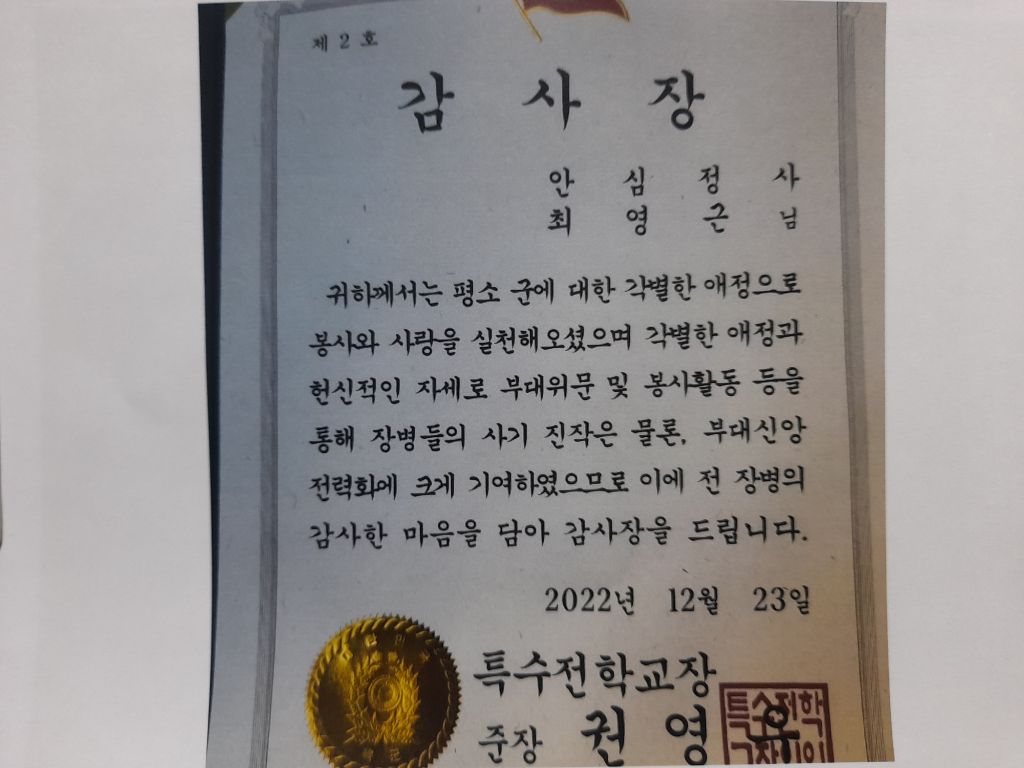 제 2 호
감 사 장
안 심 정 사
최 영 근 님
귀하께서는 평소 군에 대한 각별한 애정으로
봉사와 사랑을 실천해오셨으며 각별한 애정과
헌신적인 자세로 부대위문 및 봉사활동 등을
통해 장병들의 사기 진작은 물론, 부대신앙
전력화에 크게 기여하였으므로 이에 전 장병의
감사한 마음을 담아 감사장을 드립니다.
2022년 12월 23일
특수전학교장
준장 권 영
특수전학